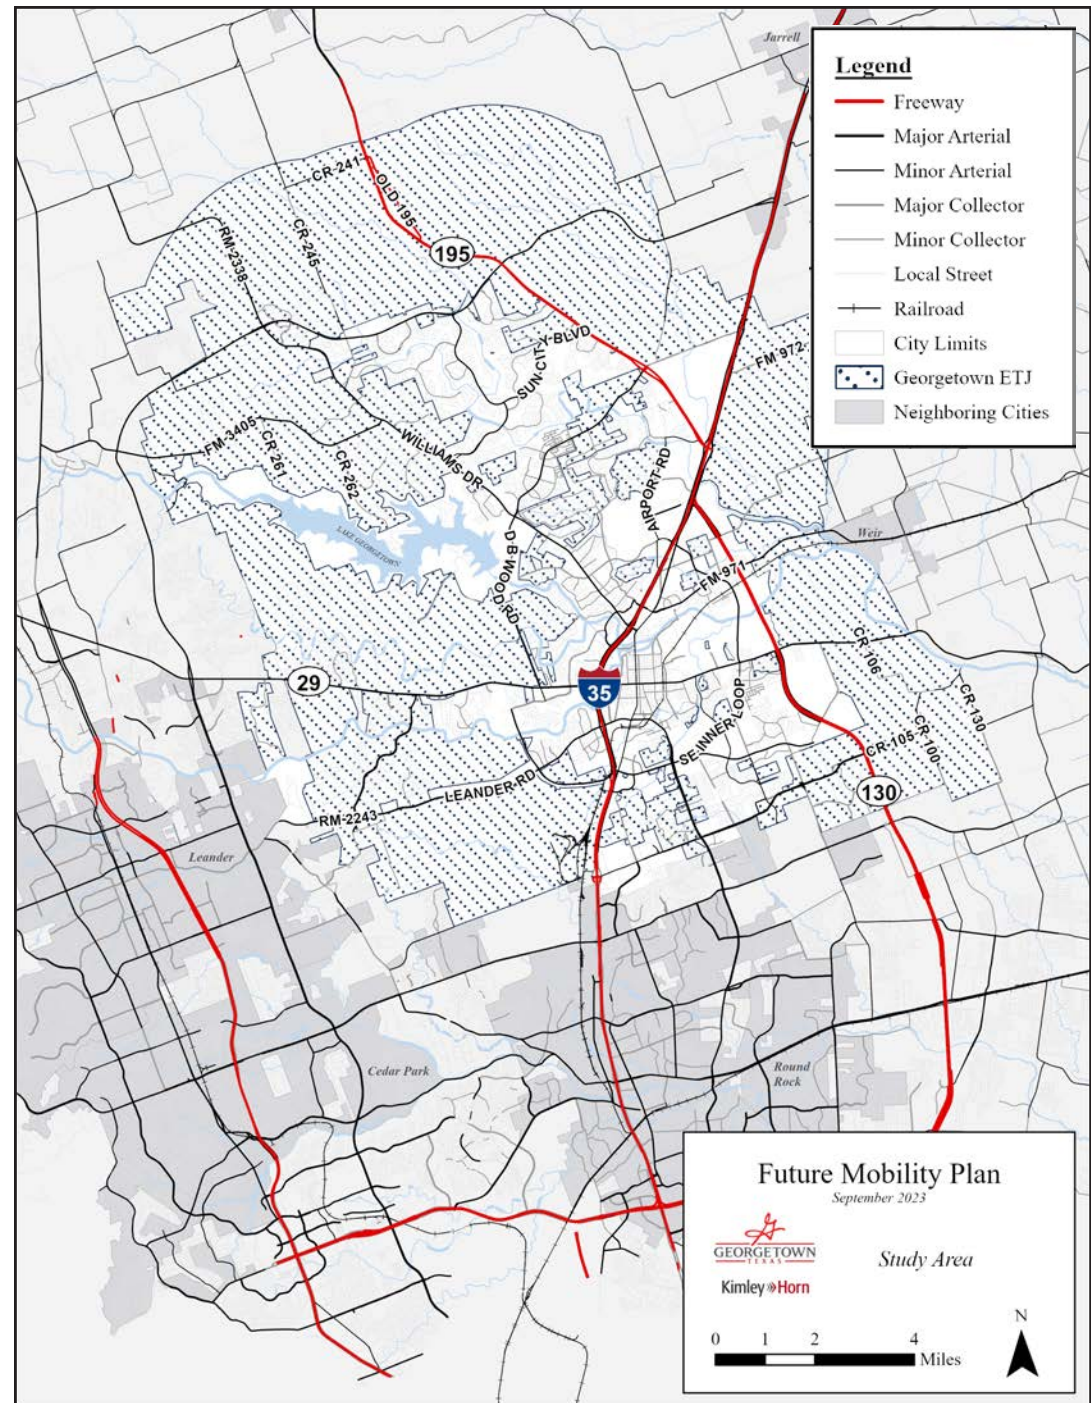 Jarrell
Legend
Freeway
Major Arterial
Minor Arterial
Major Collector
Minor Collector
Local Street
Railroad
City Limits
Georgetown ETJ
Neighboring Cities
CR-241
OLD-195
RM-2338
CR-245
195
SUN-CITY-BLVD
FM-972
FM-3405
CR-261
CR-262
WILLIAMS-DR
AIRPORT-RD
LAKE GEORGETOWN
D-B-WOOD-RD
Weir
FM-971
CR-106
29
35
CR-130
SE-INNER-LOOP
CR-100
CR-105
LEANDER-RD
130
RM-2243
Leander
Cedar Park
Round
Rock
Future Mobility Plan
September 2023
GEORGETOWN
TEXAS
Study Area
Kimley»Horn
N
0 1 2 4
Miles